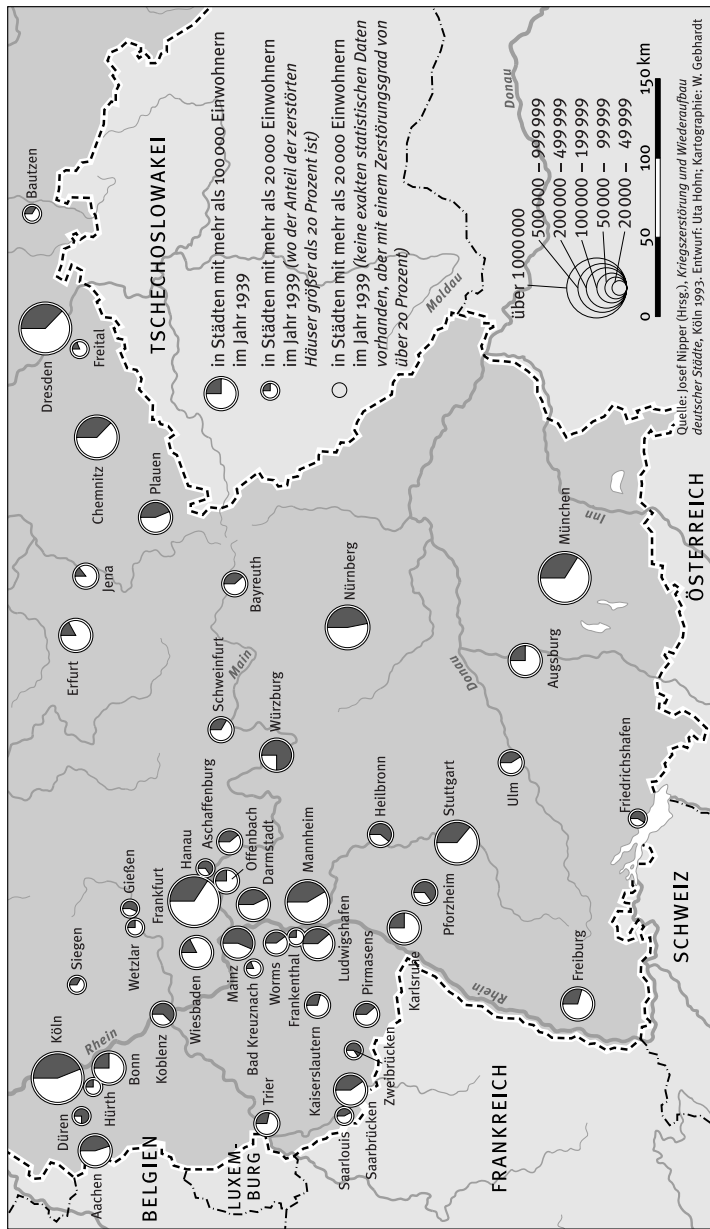 Köln
Rhein
Siegen
Düren
Hürth
Bonn
Aachen
Gießen
Wetzlar
Koblenz
BELGIEN
LUXEM-
BURG
Frankfurt
Hanau
Aschaffenburg
Offenbach
Darmstadt
Wiesbaden
Mainz
Bad Kreuznach
Worms
Frankenthal
Mannheim
Ludwigshafen
Trier
Kaiserslautern
Pirmasens
Zweibrücken
Saarlouis
Saarbrücken
FRANKREICH
Karlsruhe
Pforzheim
Heilbronn
Stuttgart
Rhein
Freiburg
SCHWEIZ
Friedrichshafen
Ulm
Augsburg
Donau
München
Inn
ÖSTERREICH
Schweinfurt
Main
Würzburg
Nürnberg
Bayreuth
Erfurt
Jena
Plauen
Chemnitz
Dresden
Freital
Bautzen
TSCHECHOSLOWAKEI
Moldau
Donau
in Städten mit mehr als 100 000 Einwohnern
im Jahr 1939
in Städten mit mehr als 20 000 Einwohnern
im Jahr 1939 (wo der Anteil der zerstörten
Häuser größer als 20 Prozent ist)
in Städten mit mehr als 20 000 Einwohnern
im Jahr 1939 (keine exakten statistischen Daten
vorhanden, aber mit einem Zerstörungsgrad von
über 20 Prozent)
über 1 000 000
500 000 – 999 999
200 000 – 499 999
100 000 – 199 999
50 000 – 99 999
20 000 – 49 999
0 50 100 150 km
Quelle: Josef Nipper (Hrsg.), Kriegszerstörung und Wiederaufbau
deutscher Städte, Köln 1993. Entwurf: Uta Hohn; Kartographie: W. Gebhardt